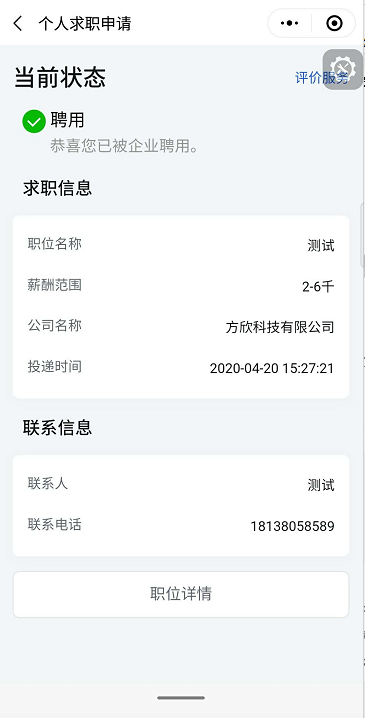 个人求职申请
当前状态
评价服务
聘用
恭喜您已被企业聘用。
求职信息
职位名称 测试
薪酬范围 2-6千
公司名称 方欣科技有限公司
投递时间 2020-04-20 15:27:21
联系信息
联系人 测试
联系电话 18138058589
职位详情